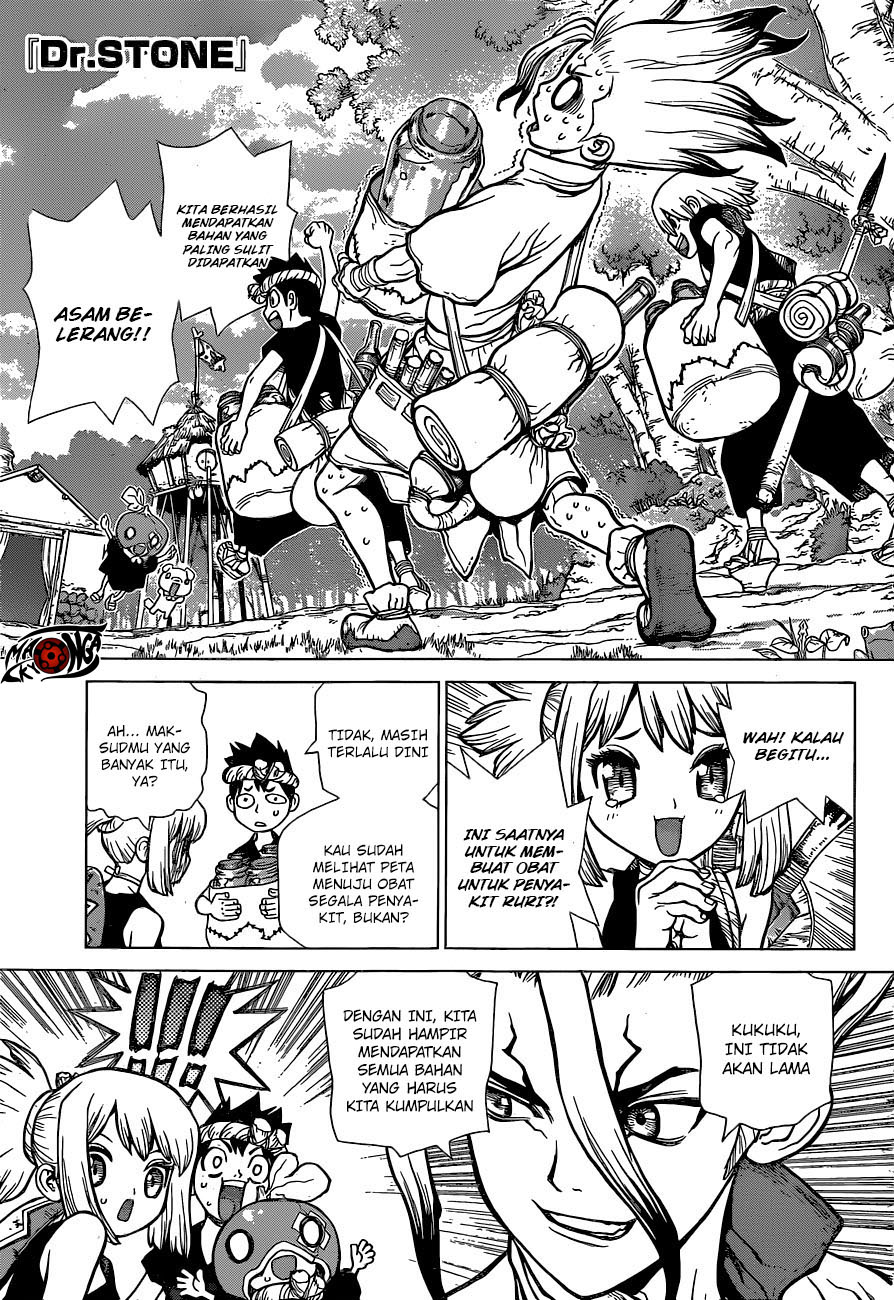 『Dr.STONE』
KITA BERHASIL
MENDAPATKAN
BAHAN YANG
PALING SULIT
DIDAPATKAN
ASAM BE-
LERANG!!
WAH! KALAU
BEGITU...
INI SAATNYA
UNTUK MEM-
BUAT OBAT
UNTUK PENYA-
KIT RURI?!
TIDAK, MASIH
TERLALU DINI
KAU SUDAH
MELIHAT PETA
MENUJU OBAT
SEGALA PENYA-
KIT, BUKAN?
AH... MAK-
SUDMU YANG
BANYAK ITU,
YA?
KUKUKU,
INI TIDAK
AKAN LAMA
DENGAN INI, KITA
SUDAH HAMPIR
MENDAPATKAN
SEMUA BAHAN
YANG HARUS
KITA KUMPULKAN
!!!